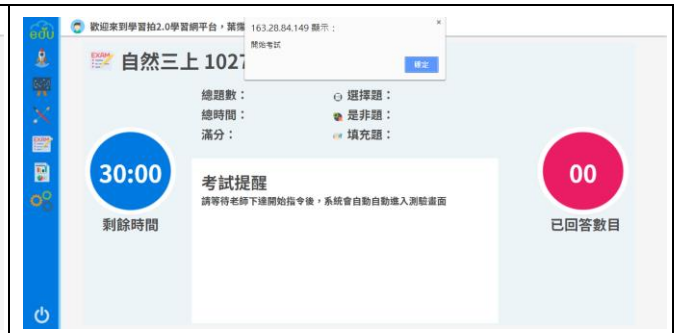 edu
歡迎來到學習拍2.0學習網平台，葉
163.28.84.149 顯示：
×
開始考試
確定
EXAM 自然三上 1027
總題數：
選擇題：
總時間：
是非題：
滿分：
填充題：
30:00
剩餘時間
考試提醒
請等待老師下達開始指令後，系統會自動自動進入測驗畫面
00
已回答數目